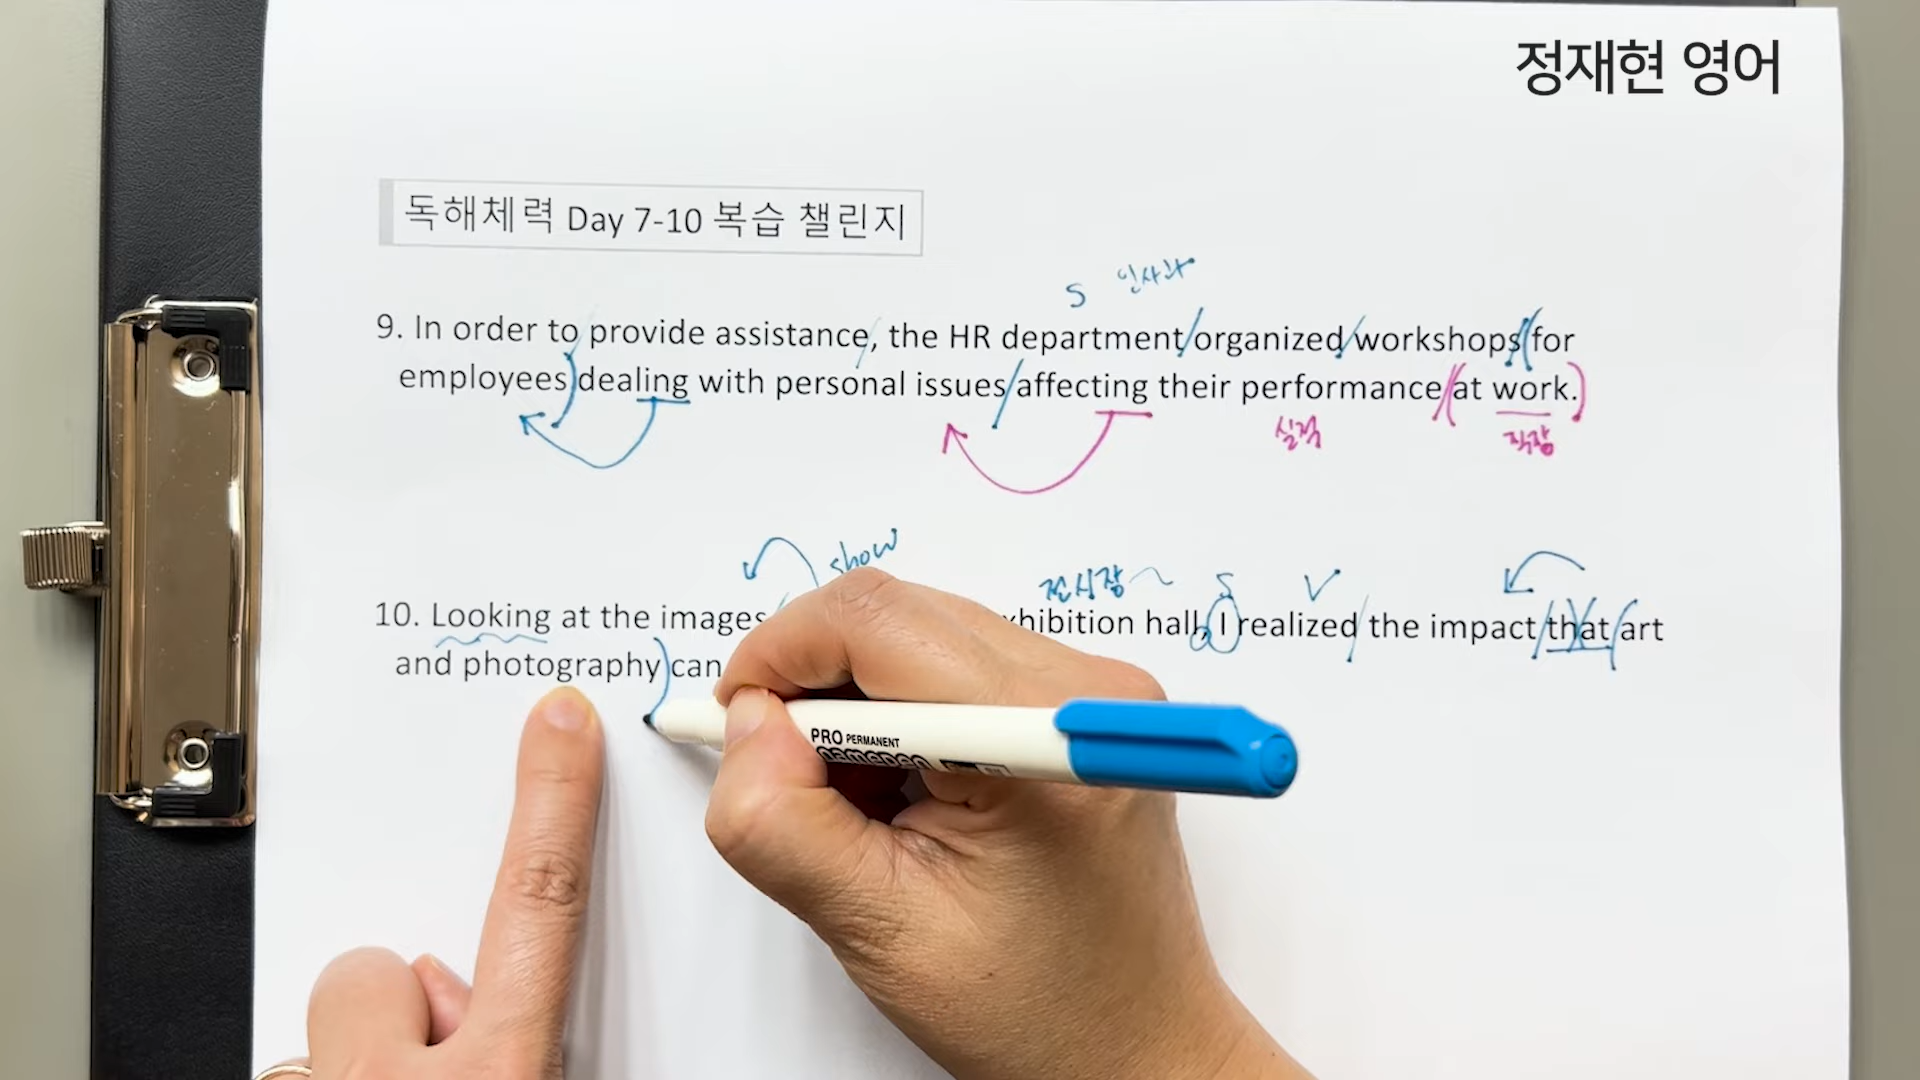 정재현 영어
독해체력 Day 7-10 복습 챌린지
S 인사과
9. In order to provide assistance, the HR department organized workshops for
employees dealing with personal issues affecting their performance at work.
실적 직장
show
전시장 S V
10. Looking at the images hibition hall, I realized the impact that art
and photography can
PRO PERMANENT
namepen